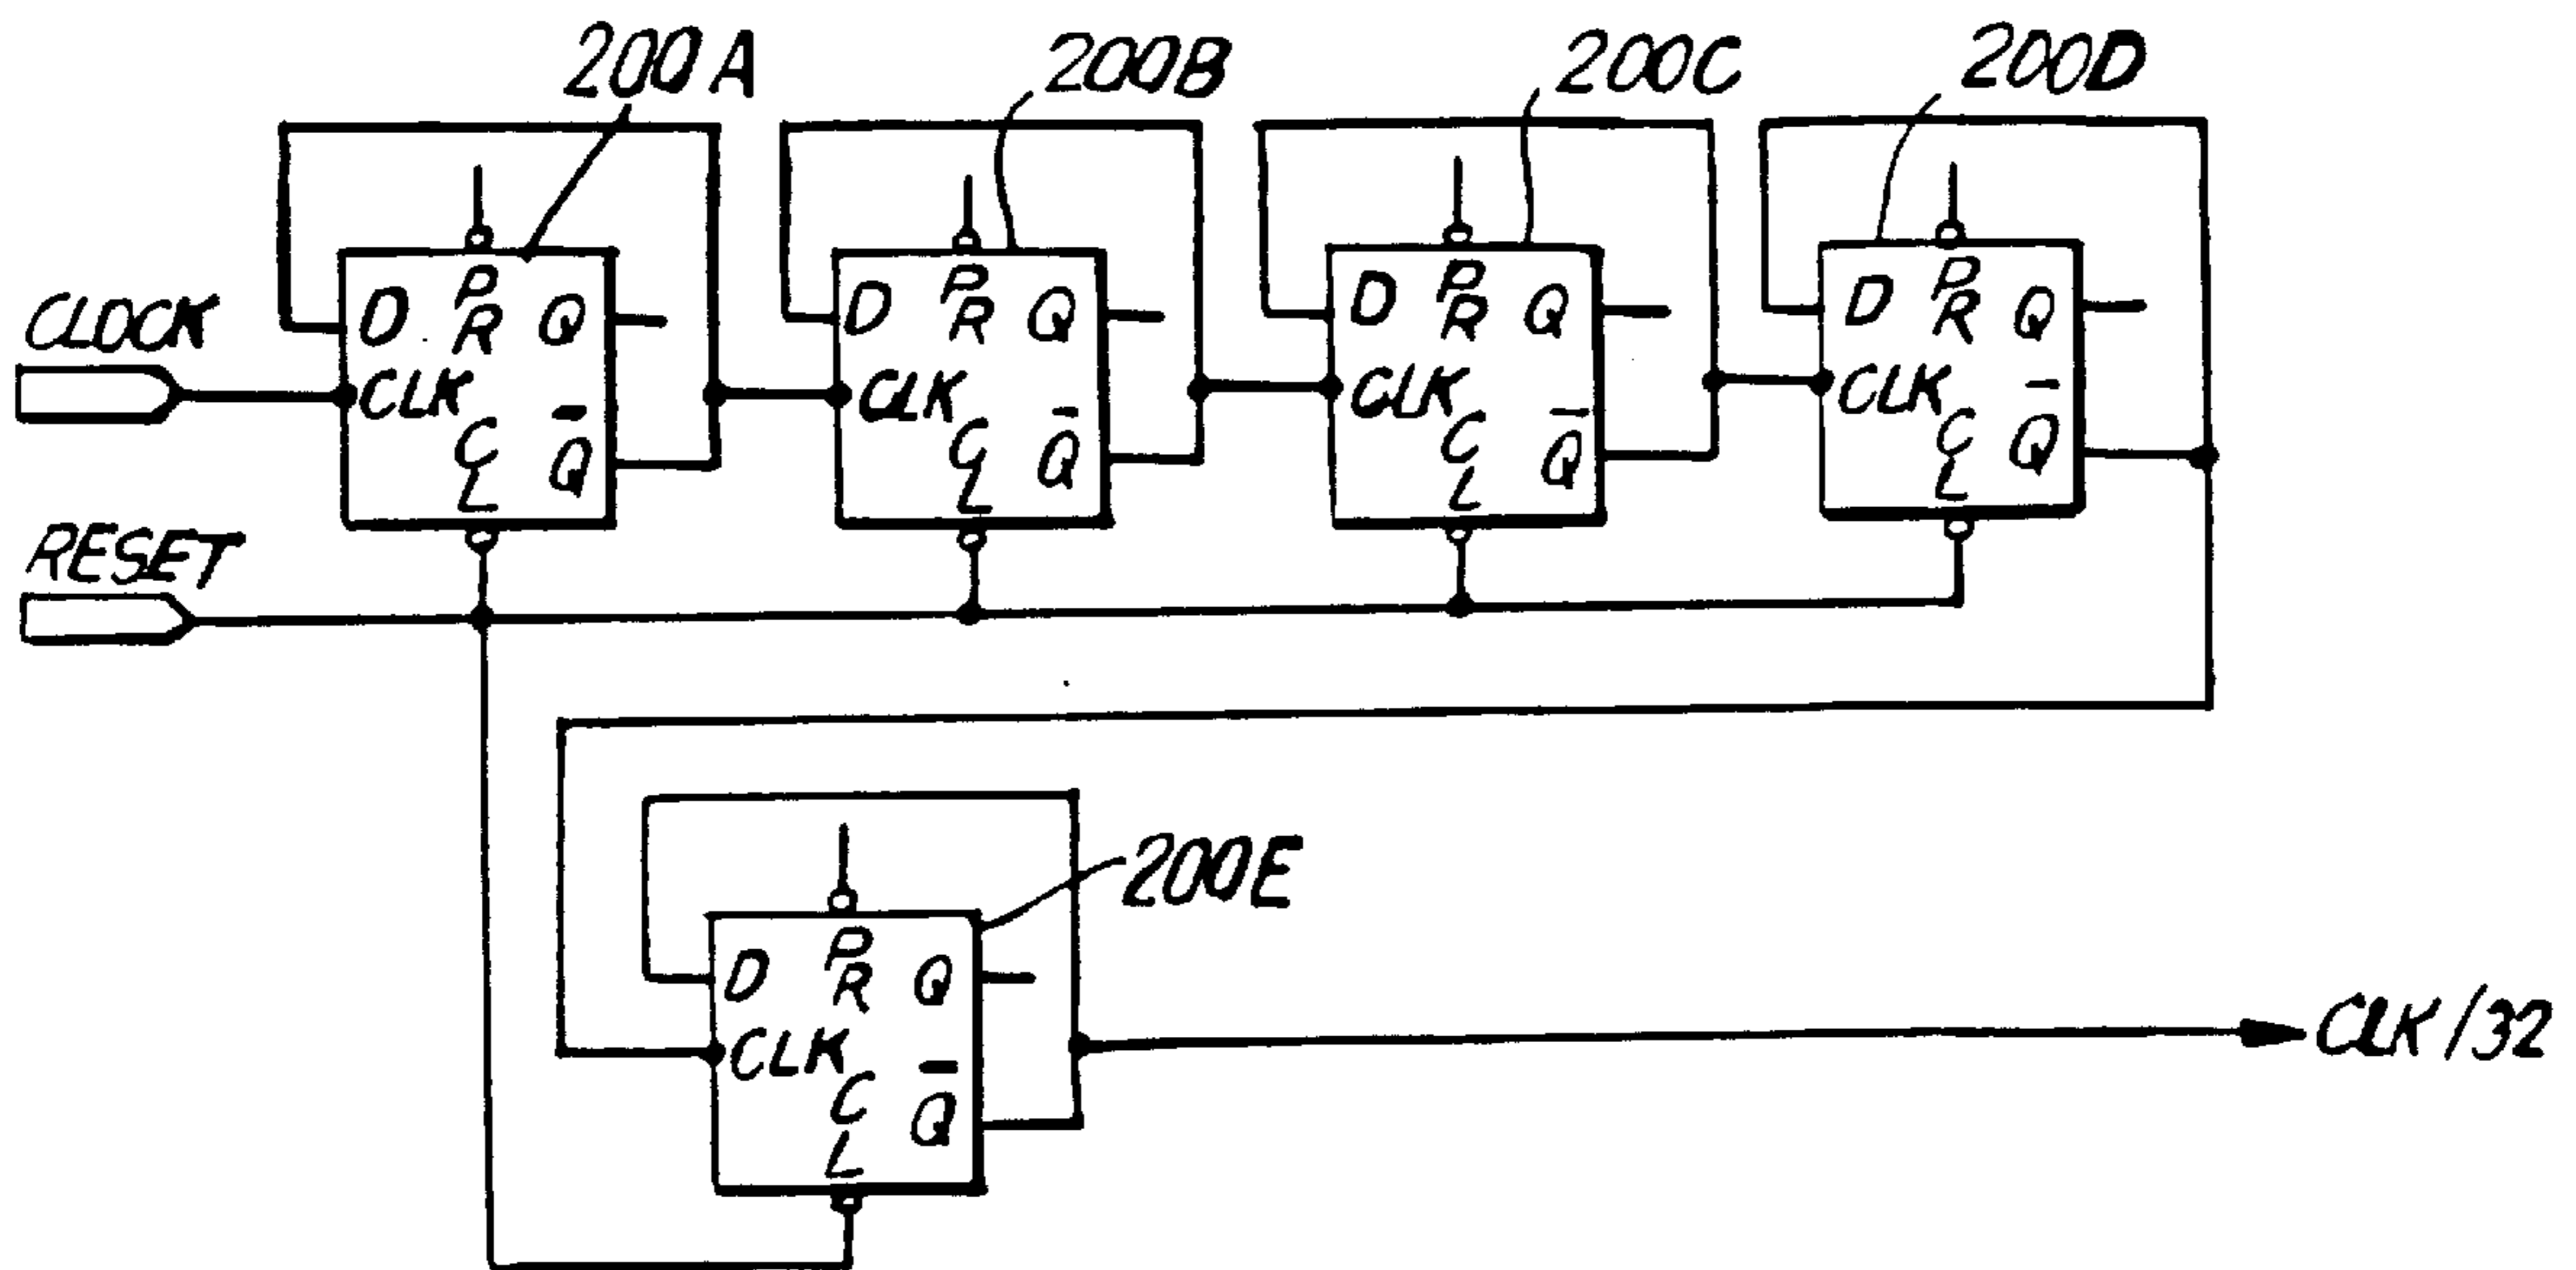 200A
200B
200C
200D
CLOCK
RESET
D
PR
Q
CLK
CL
Q̅
D
PR
Q
CLK
CL
Q̅
D
PR
Q
CLK
CL
Q̅
D
PR
Q
CLK
CL
Q̅
200E
D
PR
Q
CLK
CL
Q̅
CLK/32